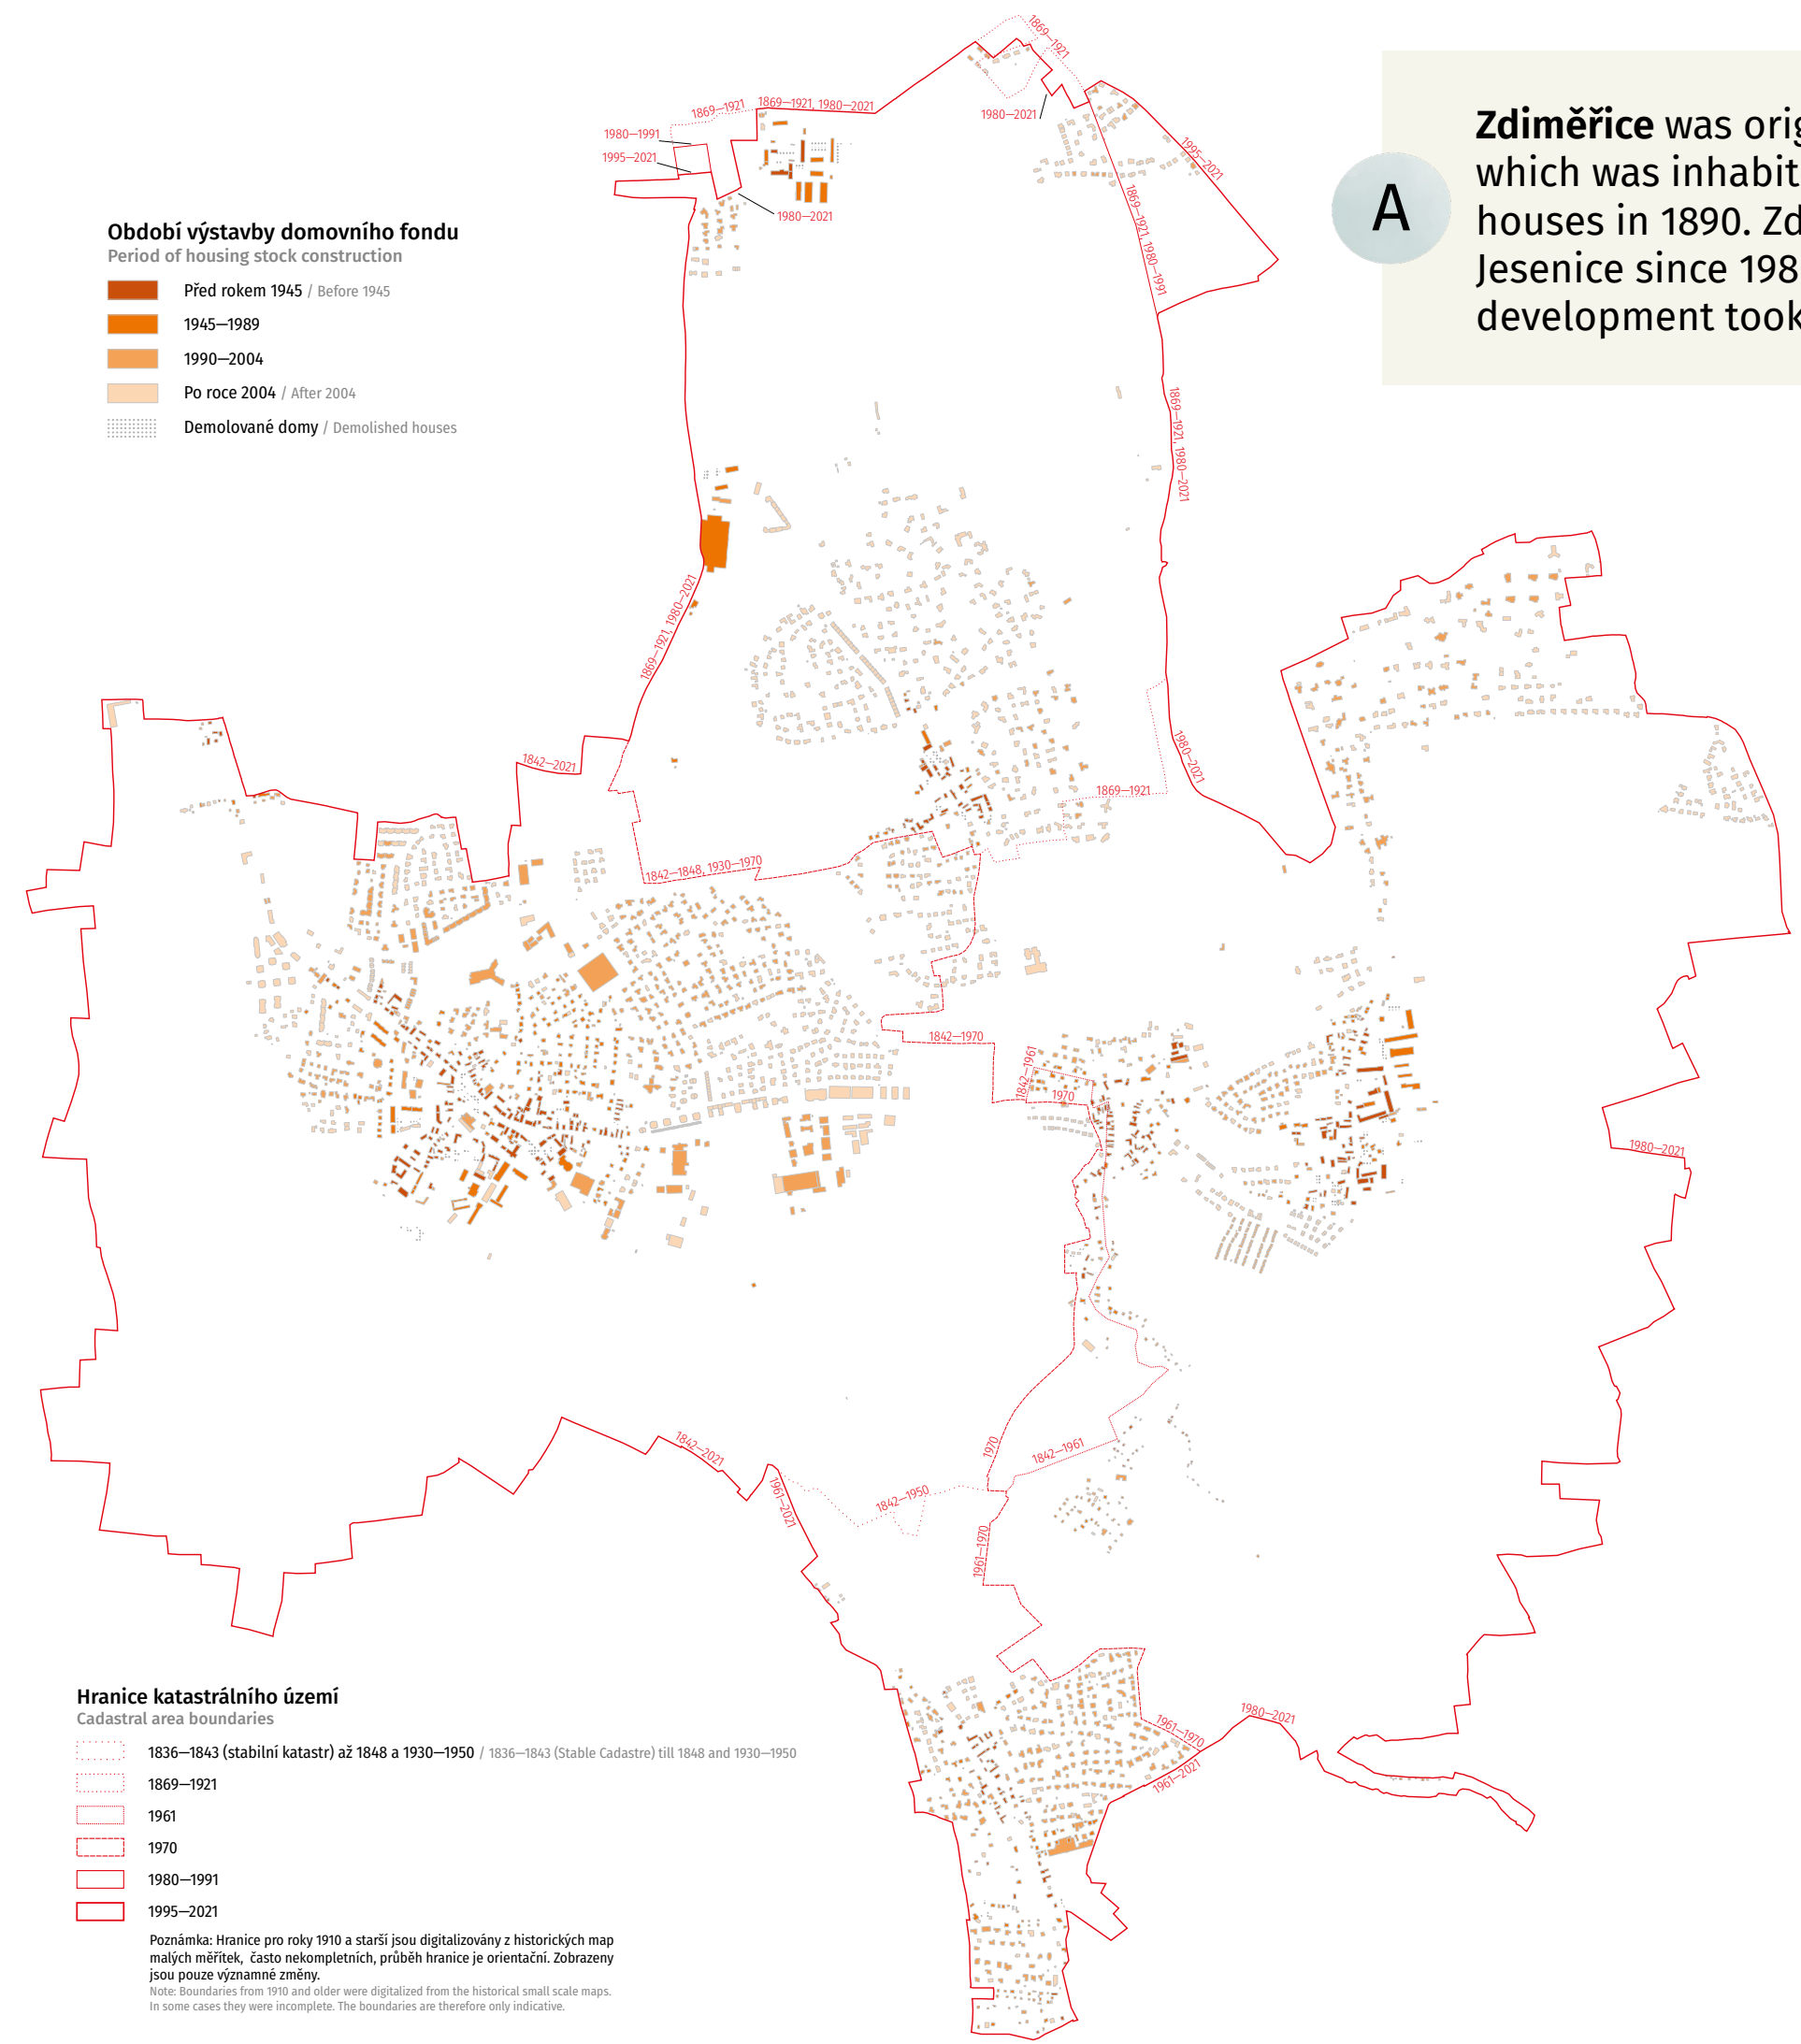 1869—1921
1869—1921
1869—1921, 1980—2021
1980—2021
1980—1991
1995—2021
1995—2021
1980—2021
1869—1921, 1980—1991
Zdiměřice was orig
which was inhabit
houses in 1890. Zd
Jesenice since 198
development took
A
Období výstavby domovního fondu
Period of housing stock construction
Před rokem 1945 / Before 1945
1945—1989
1990—2004
Po roce 2004 / After 2004
Demolované domy / Demolished houses
1869—1921, 1980—2021
1869—1921, 1980—2021
1842—2021
1980—2021
1869—1921
1842—1848, 1930—1970
1842—1970
1842—1961
1970
1980—2021
1842—2021
1970
1842—1961
1961—2021
1842—1950
1961—1970
1961—1970
1980—2021
1961—2021
Hranice katastrálního území
Cadastral area boundaries
1836—1843 (stabilní katastr) až 1848 a 1930—1950 / 1836—1843 (Stable Cadastre) till 1848 and 1930—1950
1869—1921
1961
1970
1980—1991
1995—2021
Poznámka: Hranice pro roky 1910 a starší jsou digitalizovány z historických map
malých měřítek, často nekompletních, průběh hranice je orientační. Zobrazeny
jsou pouze významné změny.
Note: Boundaries from 1910 and older were digitalized from the historical small scale maps.
In some cases they were incomplete. The boundaries are therefore only indicative.